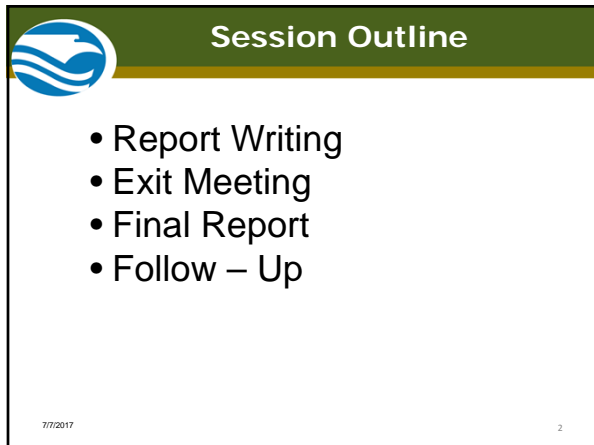 Session Outline
• Report Writing
• Exit Meeting
• Final Report
• Follow – Up
7/7/2017
2